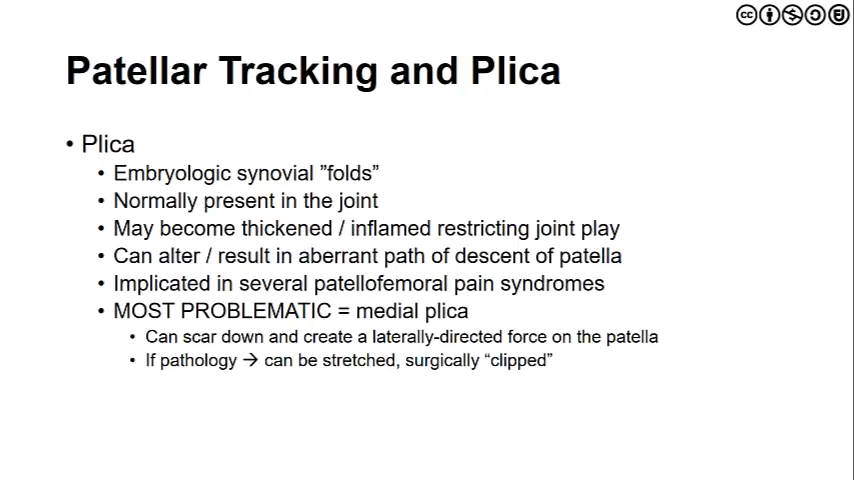 Patellar Tracking and Plica
• Plica
• Embryologic synovial ”folds”
• Normally present in the joint
• May become thickened / inflamed restricting joint play
• Can alter / result in aberrant path of descent of patella
• Implicated in several patellofemoral pain syndromes
• MOST PROBLEMATIC = medial plica
• Can scar down and create a laterally-directed force on the patella
• If pathology → can be stretched, surgically “clipped”